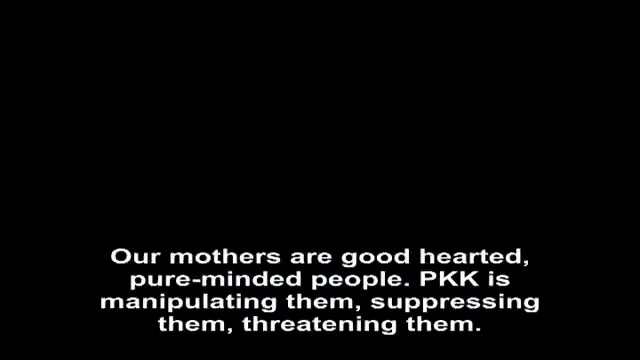 Our mothers are good hearted,
pure-minded people. PKK is
manipulating them, suppressing
them, threatening them.